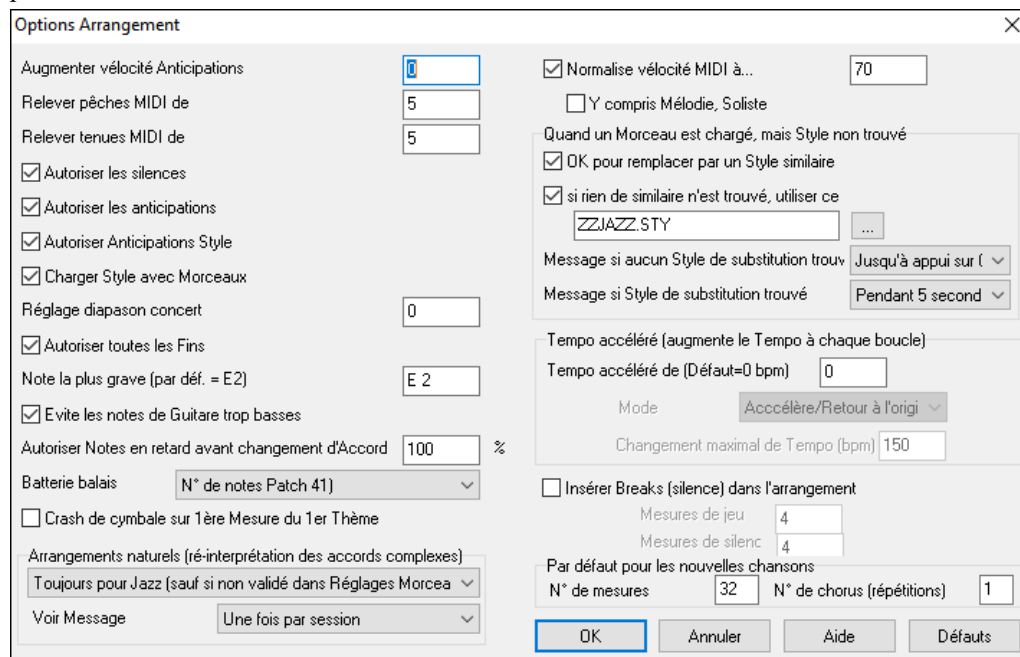 Options Arrangement
Augmenter vélocité Anticipations 0
Relever pêches MIDI de 5
Relever tenues MIDI de 5
Autoriser les silences
Autoriser les anticipations
Autoriser Anticipations Style
Charger Style avec Morceaux
Réglage diapason concert 0
Autoriser toutes les Fins
Note la plus grave (par déf. = E2) E 2
Evite les notes de Guitare trop basses
Autoriser Notes en retard avant changement d'Accord 100 %
Batterie balais N° de notes Patch 41)
Crash de cymbale sur 1ère Mesure du 1er Thème
Arrangements naturels (ré-interprétation des accords complexes)
Toujours pour Jazz (sauf si non validé dans Réglages Morcea
Voir Message Une fois par session
Normalise vélocité MIDI à... 70
Y compris Mélodie, Soliste
Quand un Morceau est chargé, mais Style non trouvé
OK pour remplacer par un Style similaire
si rien de similaire n'est trouvé, utiliser ce
ZZJAZZ.STY ...
Message si aucun Style de substitution trouv Jusqu'à appui sur (
Message si Style de substitution trouvé Pendant 5 second
Tempo accéléré (augmente le Tempo à chaque boucle)
Tempo accéléré de (Défaut=0 bpm) 0
Mode Acccélère/Retour à l'origi
Changement maximal de Tempo (bpm) 150
Insérer Breaks (silence) dans l'arrangement
Mesures de jeu 4
Mesures de silenc 4
Par défaut pour les nouvelles chansons
N° de mesures 32 N° de chorus (répétitions) 1
OK Annuler Aide Défauts